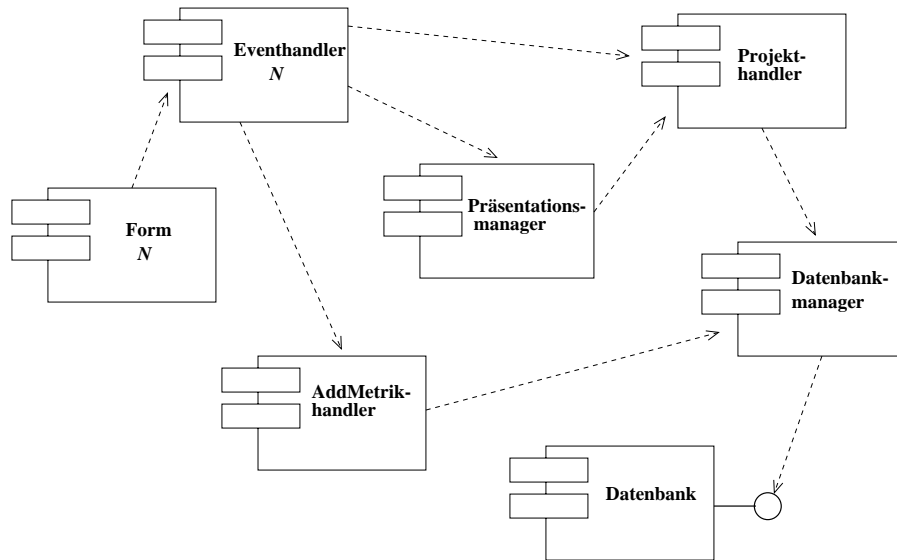 Eventhandler
N
Projekt-
handler
Präsentations-
manager
Form
N
Datenbank-
manager
AddMetrik-
handler
Datenbank